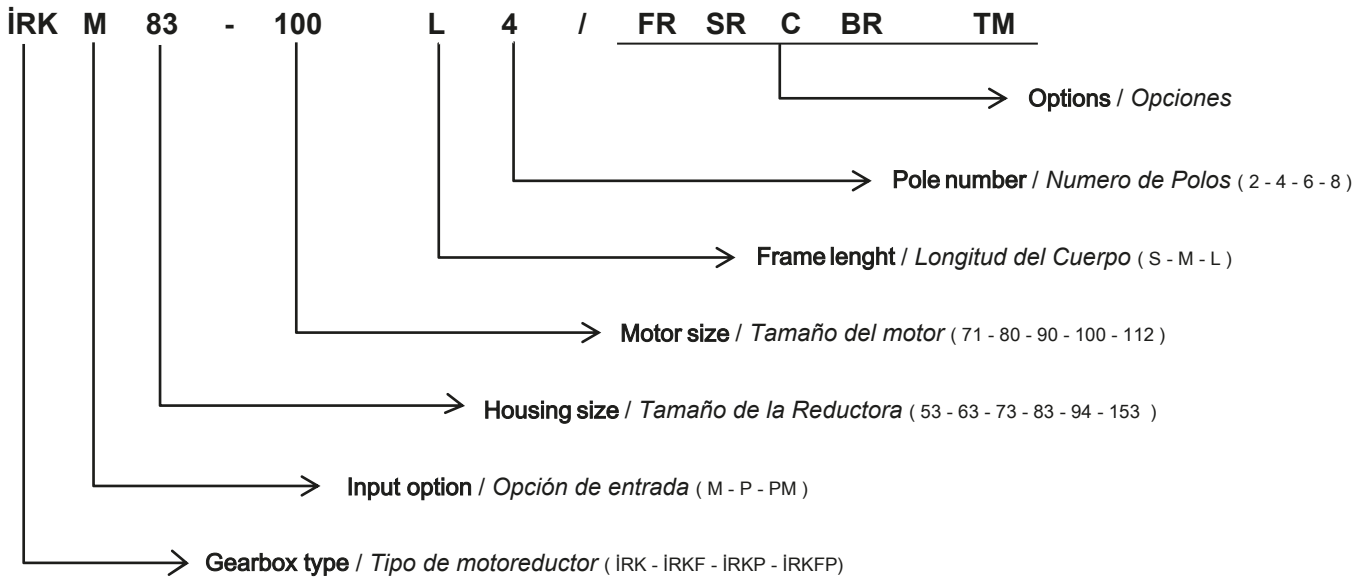 İRK M 83 - 100 L 4 / FR SR C BR TM
Options / Opciones
Pole number / Numero de Polos ( 2 - 4 - 6 - 8 )
Frame lenght / Longitud del Cuerpo ( S - M - L )
Motor size / Tamaño del motor ( 71 - 80 - 90 - 100 - 112 )
Housing size / Tamaño de la Reductora ( 53 - 63 - 73 - 83 - 94 - 153 )
Input option / Opción de entrada ( M - P - PM )
Gearbox type / Tipo de motoreductor ( İRK - İRKF - İRKP - İRKFP)